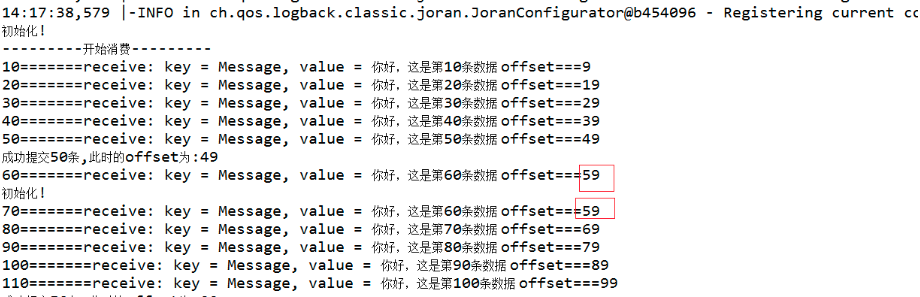 14:17:38,579 |-INFO in ch.qos.logback.classic.joran.JoranConfigurator@b454096 - Registering current co
初始化!
---------开始消费---------
10=======receive: key = Message, value = 你好，这是第10条数据 offset===9
20=======receive: key = Message, value = 你好，这是第20条数据 offset===19
30=======receive: key = Message, value = 你好，这是第30条数据 offset===29
40=======receive: key = Message, value = 你好，这是第40条数据 offset===39
50=======receive: key = Message, value = 你好，这是第50条数据 offset===49
成功提交50条,此时的offset为:49
60=======receive: key = Message, value = 你好，这是第60条数据 offset===59
初始化!
70=======receive: key = Message, value = 你好，这是第60条数据 offset===59
80=======receive: key = Message, value = 你好，这是第70条数据 offset===69
90=======receive: key = Message, value = 你好，这是第80条数据 offset===79
100=======receive: key = Message, value = 你好，这是第90条数据 offset===89
110=======receive: key = Message, value = 你好，这是第100条数据 offset===99